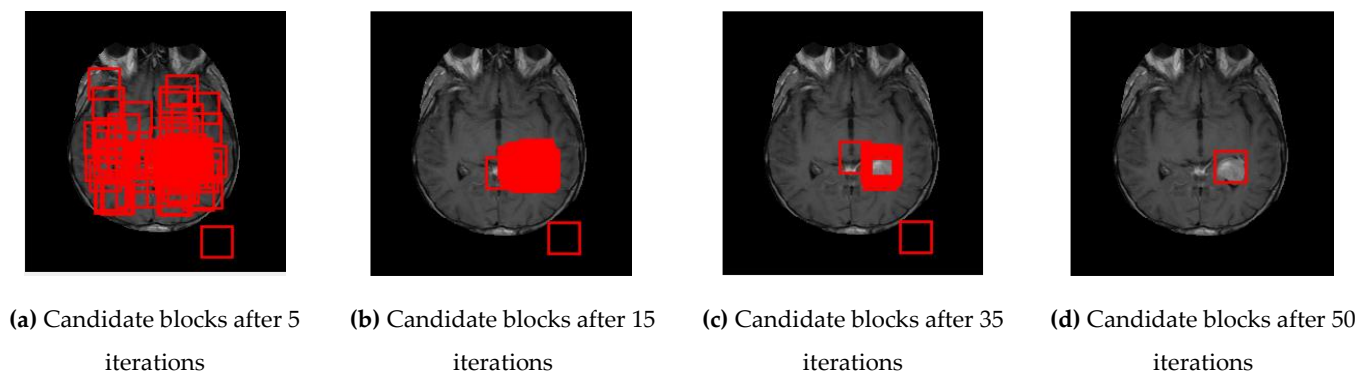 (a) Candidate blocks after 5
iterations
(b) Candidate blocks after 15
iterations
(c) Candidate blocks after 35
iterations
(d) Candidate blocks after 50
iterations